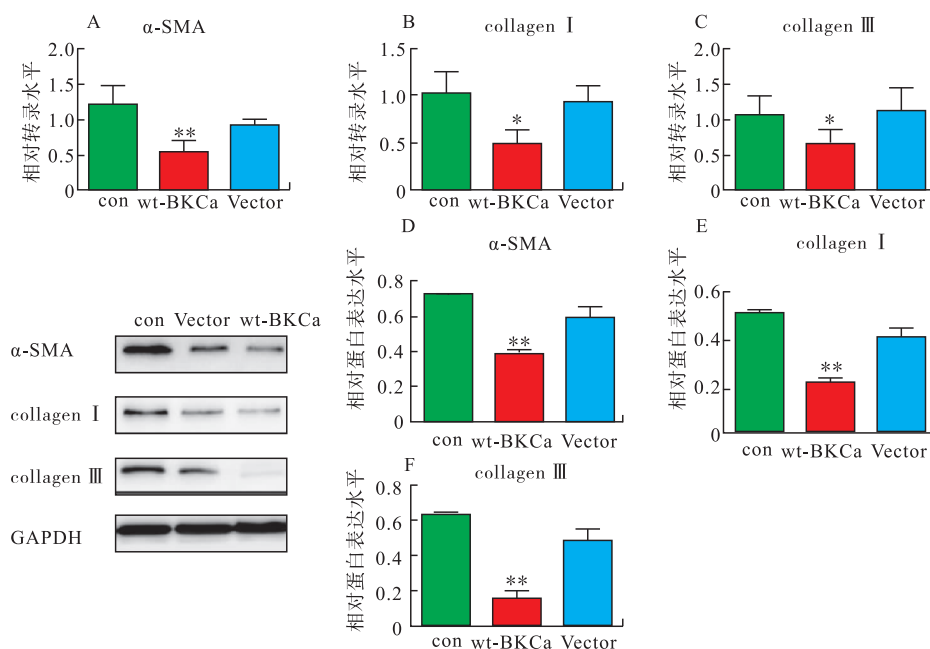 A
α-SMA
相对转录水平
2.0
1.5
1.0
0.5
0
**
con wt-BKCa Vector
B
collagen Ⅰ
相对转录水平
1.5
1.0
0.5
0
*
con wt-BKCa Vector
C
collagen Ⅲ
相对转录水平
2.0
1.5
1.0
0.5
0
*
con wt-BKCa Vector
con Vector wt-BKCa
α-SMA
collagen Ⅰ
collagen Ⅲ
GAPDH
D
α-SMA
相对蛋白表达水平
0.8
0.6
0.4
0.2
0
**
con wt-BKCa Vector
E
collagen Ⅰ
相对蛋白表达水平
0.6
0.4
0.2
0
**
con wt-BKCa Vector
F
collagen Ⅲ
相对蛋白表达水平
0.6
0.4
0.2
0
**
con wt-BKCa Vector